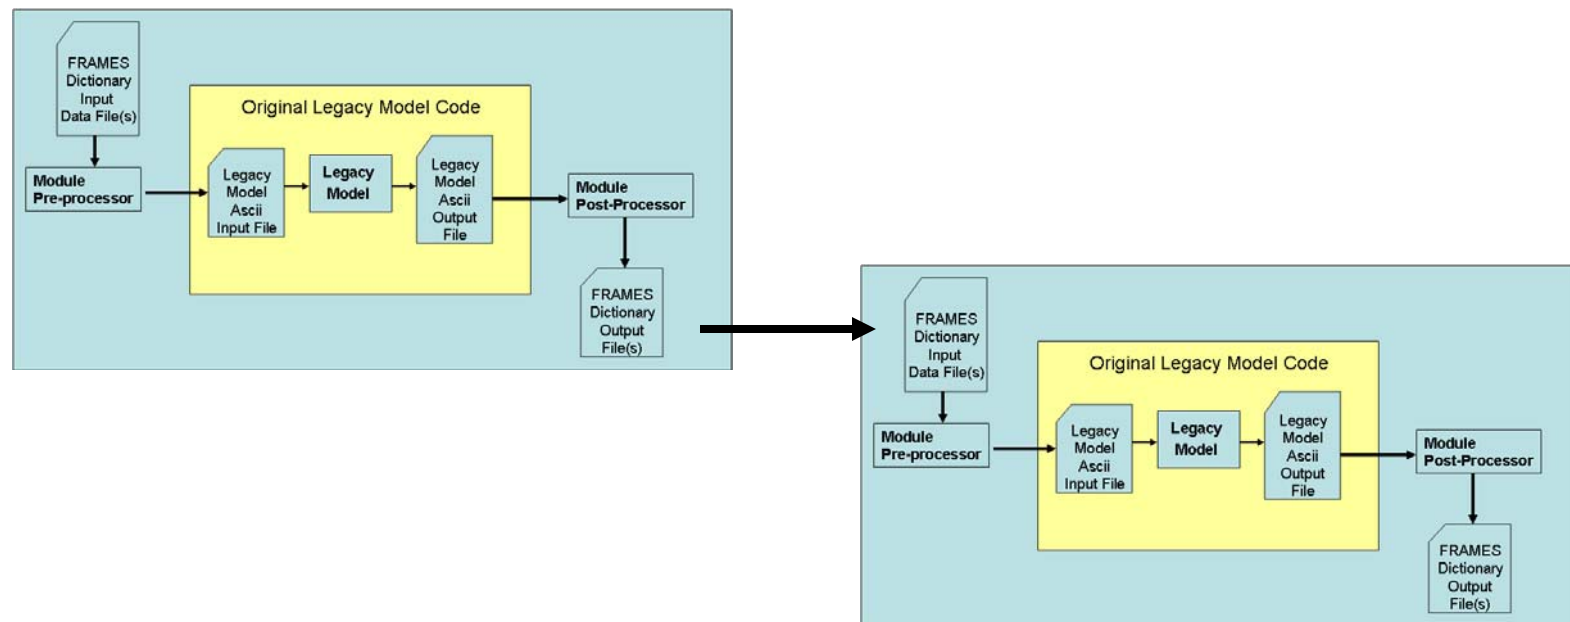 FRAMES
Dictionary
Input
Data File(s)
Module
Pre-processor
Original Legacy Model Code
Legacy
Model
Ascii
Input File
Legacy
Model
Legacy
Model
Ascii
Output
File
Module
Post-Processor
FRAMES
Dictionary
Output
File(s)
FRAMES
Dictionary
Input
Data File(s)
Module
Pre-processor
Original Legacy Model Code
Legacy
Model
Ascii
Input File
Legacy
Model
Legacy
Model
Ascii
Output
File
Module
Post-Processor
FRAMES
Dictionary
Output
File(s)